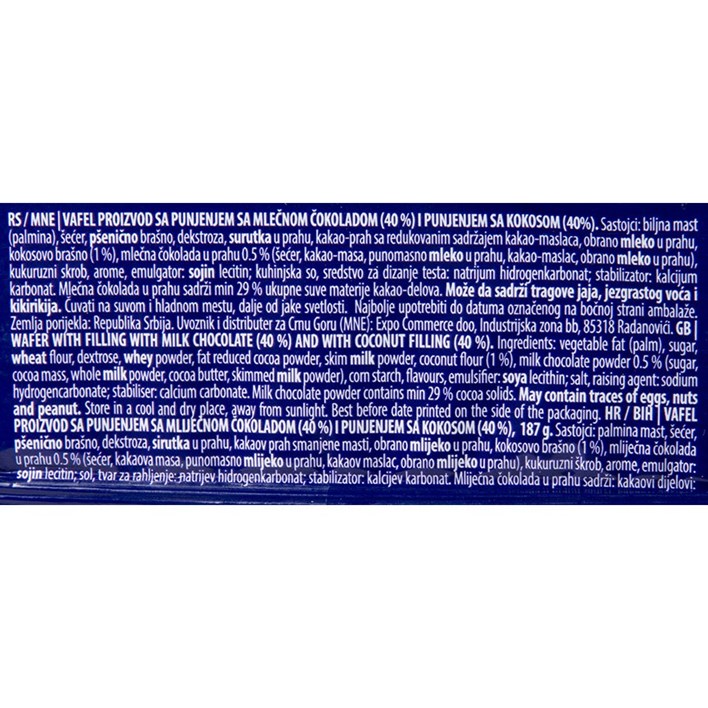 RS / MNE | VAFEL PROIZVOD SA PUNJENJEM SA MLEČNOM ČOKOLADOM (40 %) I PUNJENJEM SA KOKOSOM (40%). Sastojci: biljna mast
(palmina), šećer, pšenično brašno, dekstroza, surutka u prahu, kakao-prah sa redukovanim sadržajem kakao-maslaca, obrano mleko u prahu,
kokosovo brašno (1 %), mlečna čokolada u prahu 0.5 % (šećer, kakao-masa, punomasno mleko u prahu, kakao-maslac, obrano mleko u prahu),
kukuruzni skrob, arome, emulgator: sojin lecitin; kuhinjska so, sredstvo za dizanje testa: natrijum hidrogenkarbonat; stabilizator: kalcijum
karbonat. Mlečna čokolada u prahu sadrži min 29 % ukupne suve materije kakao-delova. Može da sadrži tragove jaja, jezgrastog voća i
kikirikija. Čuvati na suvom i hladnom mestu, dalje od jake svetlosti. Najbolje upotrebiti do datuma označenog na bočnoj strani ambalaže.
Zemlja porijekla: Republika Srbija. Uvoznik i distributer za Crnu Goru (MNE): Expo Commerce doo, Industrijska zona bb, 85318 Radanovići. GB |
WAFER WITH FILLING WITH MILK CHOCOLATE (40 %) AND WITH COCONUT FILLING (40 %). Ingredients: vegetable fat (palm), sugar,
wheat flour, dextrose, whey powder, fat reduced cocoa powder, skim milk powder, coconut flour (1 %), milk chocolate powder 0.5 % (sugar,
cocoa mass, whole milk powder, cocoa butter, skimmed milk powder), corn starch, flavours, emulsifier: soya lecithin; salt, raising agent: sodium
hydrogencarbonate; stabiliser: calcium carbonate. Milk chocolate powder contains min 29 % cocoa solids. May contain traces of eggs, nuts
and peanut. Store in a cool and dry place, away from sunlight. Best before date printed on the side of the packaging. HR / BIH | VAFEL
PROIZVOD SA PUNJENJEM SA MLIJEČNOM ČOKOLADOM (40 %) I PUNJENJEM SA KOKOSOM (40 %), 187 g. Sastojci: palmina mast, šećer,
pšenično brašno, dekstroza, sirutka u prahu, kakaov prah smanjene masti, obrano mlijeko u prahu, kokosovo brašno (1 %), mliječna čokolada
u prahu 0.5 % (šećer, kakaova masa, punomasno mlijeko u prahu, kakaov maslac, obrano mlijeko u prahu), kukuruzni škrob, arome, emulgator:
sojin lecitin; sol, tvar za rahljenje: natrijev hidrogenkarbonat; stabilizator: kalcijev karbonat. Mliječna čokolada u prahu sadrži: kakaovi dijelovi: